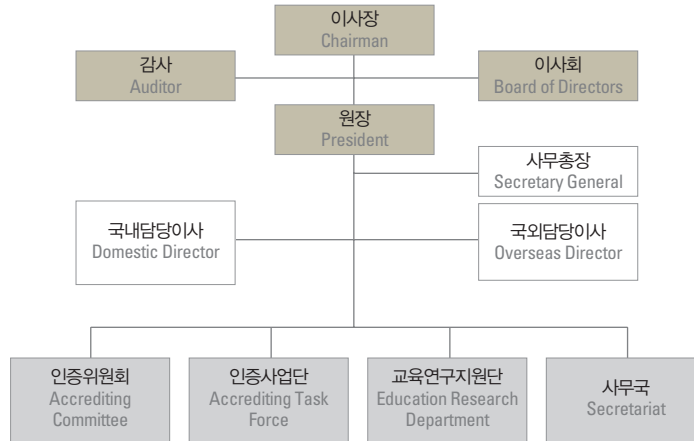 이사장
Chairman
감사
Auditor
이사회
Board of Directors
원장
President
사무총장
Secretary General
국내담당이사
Domestic Director
국외담당이사
Overseas Director
인증위원회
Accrediting
Committee
인증사업단
Accrediting Task
Force
교육연구지원단
Education Research
Department
사무국
Secretariat